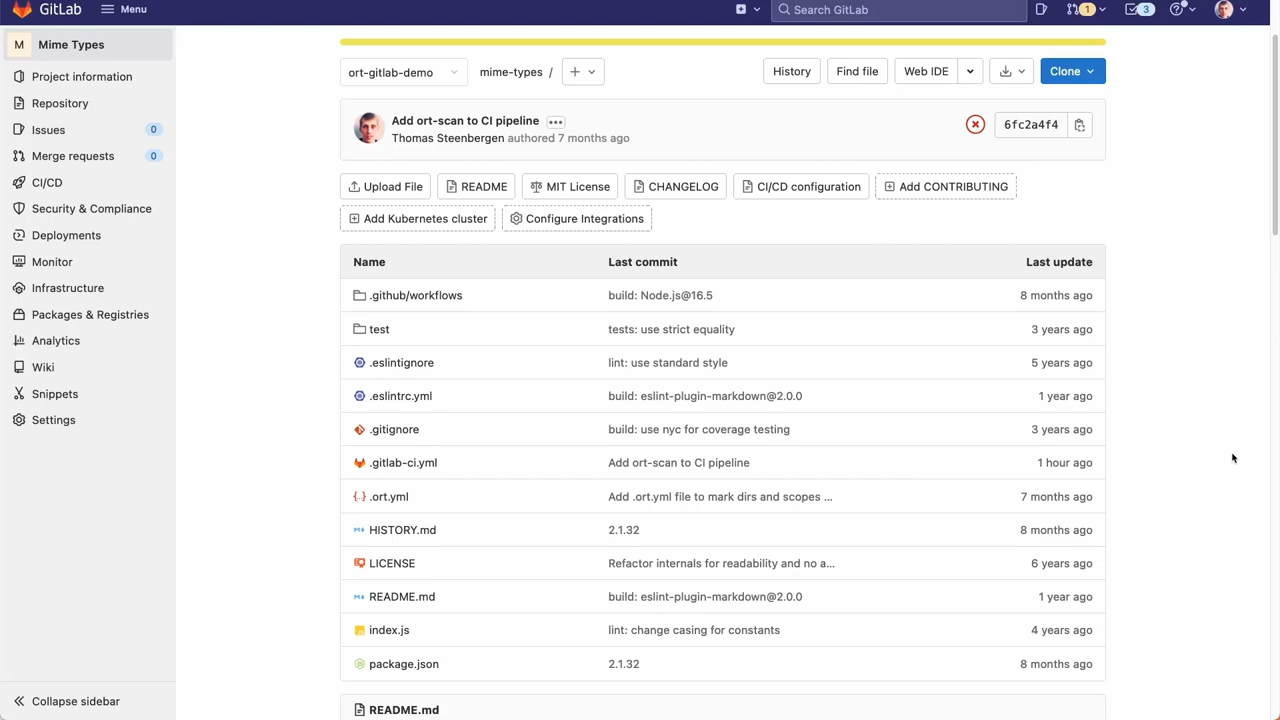 GitLab
Menu
Search GitLab
1
3
M Mime Types
Project information
Repository
Issues 0
Merge requests 0
CI/CD
Security & Compliance
Deployments
Monitor
Infrastructure
Packages & Registries
Analytics
Wiki
Snippets
Settings
Collapse sidebar
ort-gitlab-demo
mime-types / +
History
Find file
Web IDE
Clone
Add ort-scan to CI pipeline
Thomas Steenbergen authored 7 months ago
6fc2a4f4
Upload File
README
MIT License
CHANGELOG
CI/CD configuration
Add CONTRIBUTING
Add Kubernetes cluster
Configure Integrations
Name Last commit Last update
.github/workflows build: Node.js@16.5 8 months ago
test tests: use strict equality 3 years ago
.eslintignore lint: use standard style 5 years ago
.eslintrc.yml build: eslint-plugin-markdown@2.0.0 1 year ago
.gitignore build: use nyc for coverage testing 3 years ago
.gitlab-ci.yml Add ort-scan to CI pipeline 1 hour ago
.ort.yml Add .ort.yml file to mark dirs and scopes ... 7 months ago
HISTORY.md 2.1.32 8 months ago
LICENSE Refactor internals for readability and no a... 6 years ago
README.md build: eslint-plugin-markdown@2.0.0 1 year ago
index.js lint: change casing for constants 4 years ago
package.json 2.1.32 8 months ago
README.md